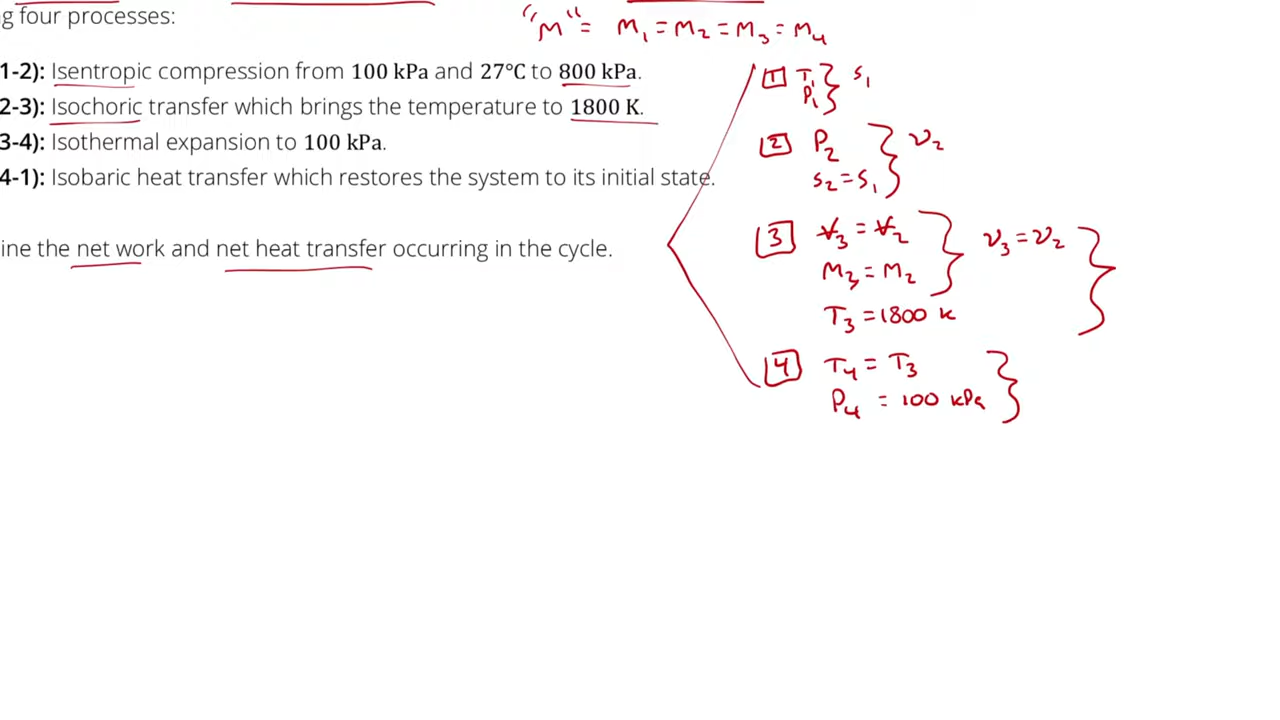 g four processes:
"m" = m₁ = m₂ = m₃ = m₄
1-2): Isentropic compression from 100 kPa and 27°C to 800 kPa.
2-3): Isochoric transfer which brings the temperature to 1800 K.
3-4): Isothermal expansion to 100 kPa.
4-1): Isobaric heat transfer which restores the system to its initial state.
ine the net work and net heat transfer occurring in the cycle.
1 T₁ } s₁
P₁
2 P₂ } v₂
s₂ = s₁
3 V₃ = V₂ } v₃ = v₂ }
m₃ = m₂
T₃ = 1800 K
4 T₄ = T₃ }
P₄ = 100 kPa